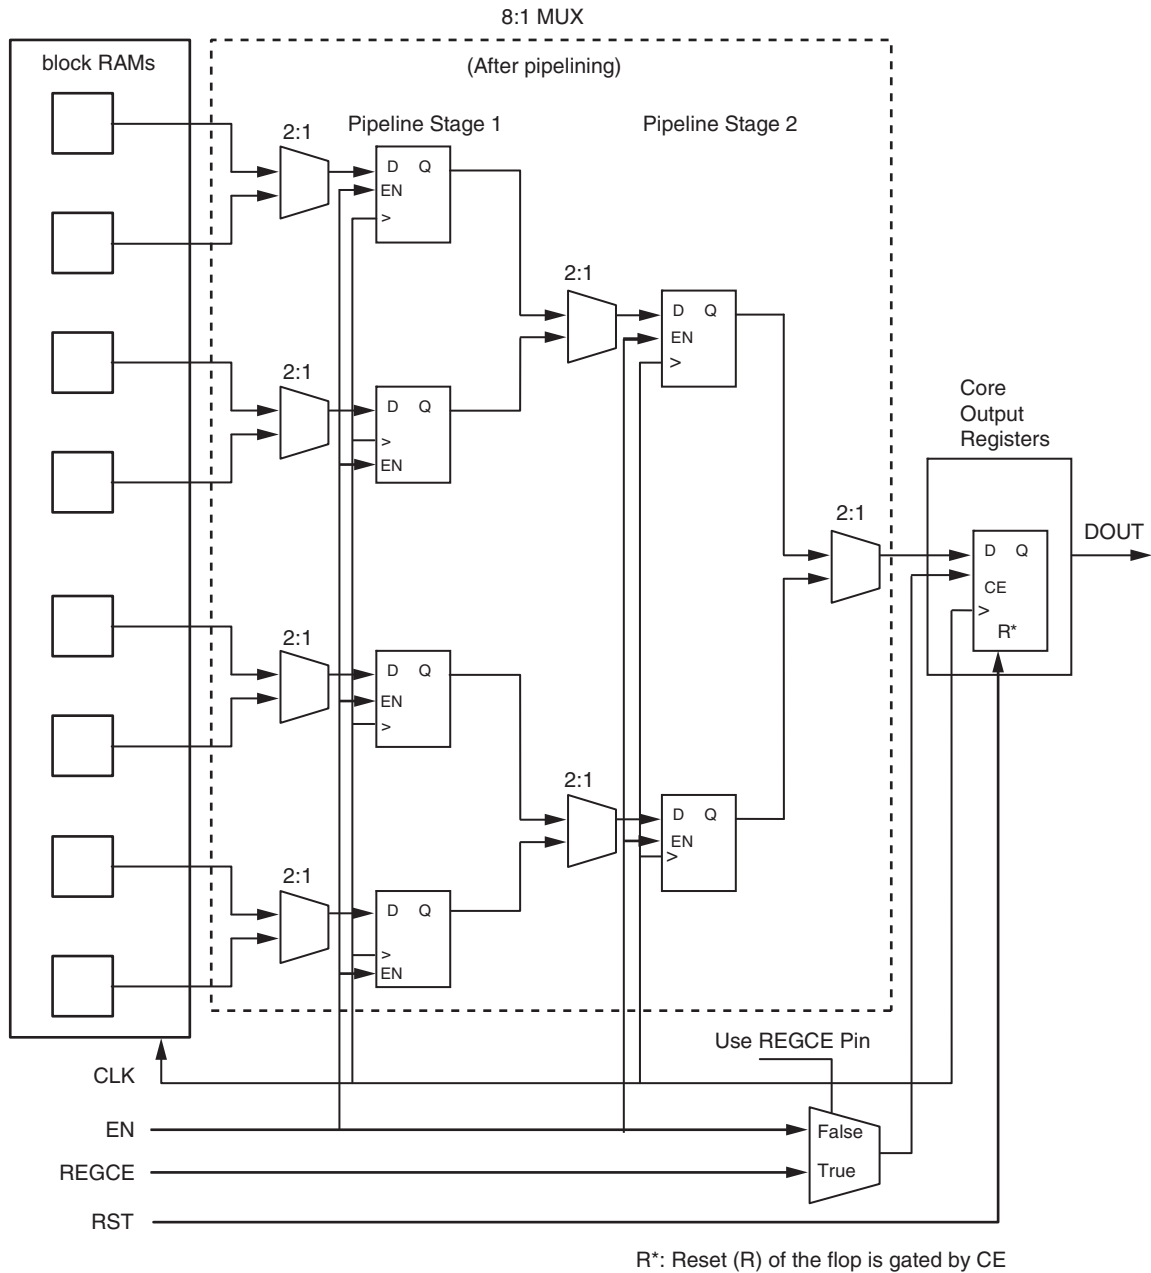 8:1 MUX
block RAMs
(After pipelining)
Pipeline Stage 1
Pipeline Stage 2
2:1
D Q
EN
>
2:1
D Q
EN
>
2:1
D Q
>
EN
Core
Output
Registers
2:1
DOUT
D Q
CE
>
R*
2:1
D Q
EN
>
2:1
D Q
EN
>
2:1
D Q
>
EN
Use REGCE Pin
CLK
EN
False
REGCE
True
RST
R*: Reset (R) of the flop is gated by CE